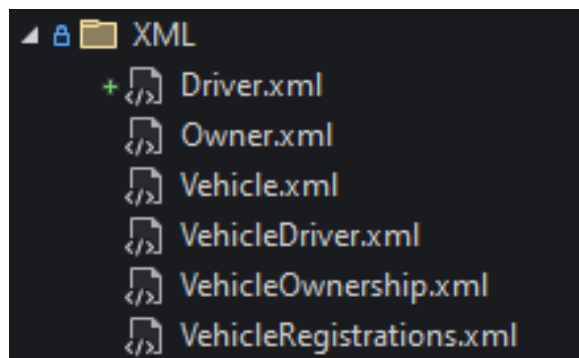 XML
Driver.xml
Owner.xml
Vehicle.xml
VehicleDriver.xml
VehicleOwnership.xml
VehicleRegistrations.xml